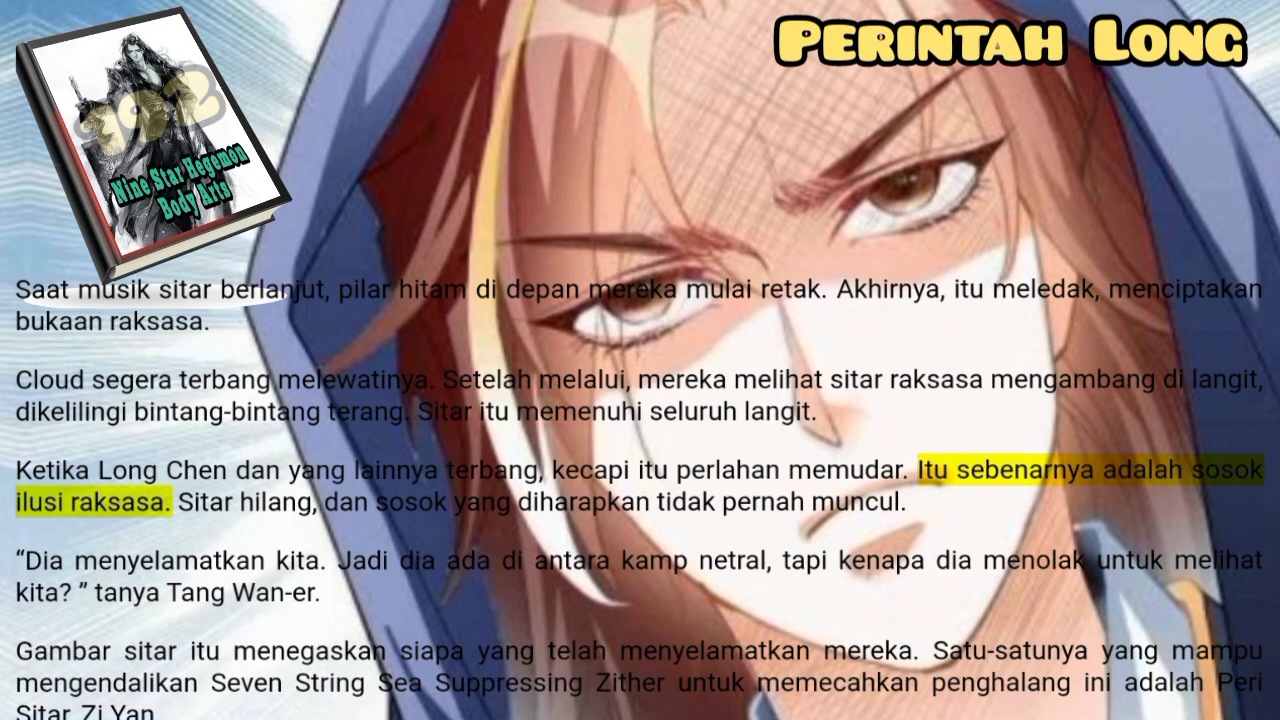 PERINTAH LONG
192
Nine Star Hegemon
Body Arts
Saat musik sitar berlanjut, pilar hitam di depan mereka mulai retak. Akhirnya, itu meledak, menciptakan
bukaan raksasa.
Cloud segera terbang melewatinya. Setelah melalui, mereka melihat sitar raksasa mengambang di langit,
dikelilingi bintang-bintang terang. Sitar itu memenuhi seluruh langit.
Ketika Long Chen dan yang lainnya terbang, kecapi itu perlahan memudar. Itu sebenarnya adalah sosok
ilusi raksasa. Sitar hilang, dan sosok yang diharapkan tidak pernah muncul.
“Dia menyelamatkan kita. Jadi dia ada di antara kamp netral, tapi kenapa dia menolak untuk melihat
kita? ” tanya Tang Wan-er.
Gambar sitar itu menegaskan siapa yang telah menyelamatkan mereka. Satu-satunya yang mampu
mengendalikan Seven String Sea Suppressing Zither untuk memecahkan penghalang ini adalah Peri
Sitar, Zi Yan.